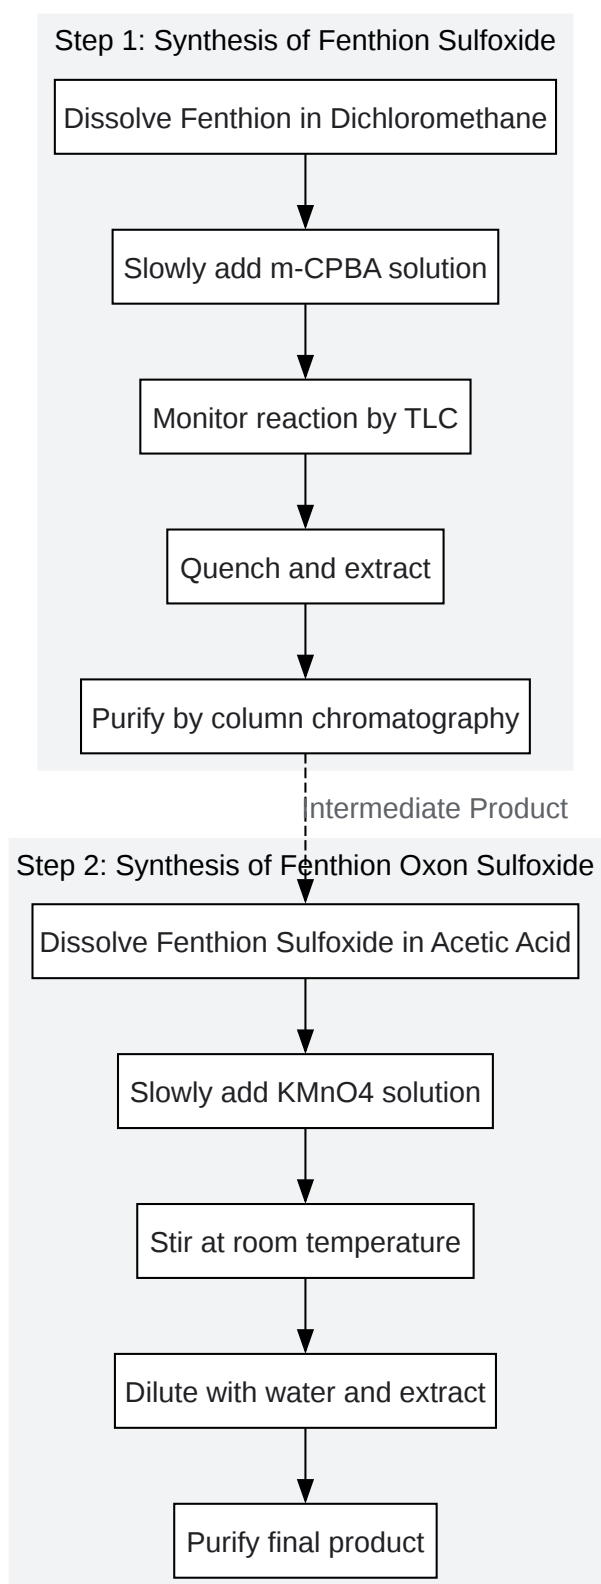 Step 1: Synthesis of Fenthion Sulfoxide
Dissolve Fenthion in Dichloromethane
Slowly add m-CPBA solution
Monitor reaction by TLC
Quench and extract
Purify by column chromatography
Intermediate Product
Step 2: Synthesis of Fenthion Oxon Sulfoxide
Dissolve Fenthion Sulfoxide in Acetic Acid
Slowly add KMnO4 solution
Stir at room temperature
Dilute with water and extract
Purify final product